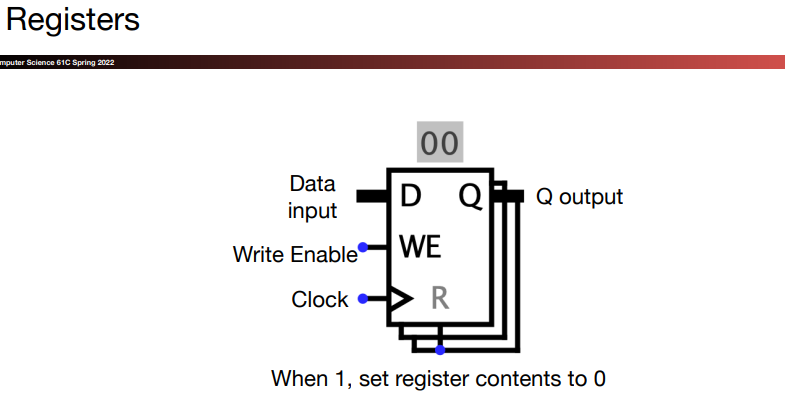 Registers
mputer Science 61C Spring 2022
00
Data
input
D
Q
Q output
Write Enable
WE
Clock
R
When 1, set register contents to 0